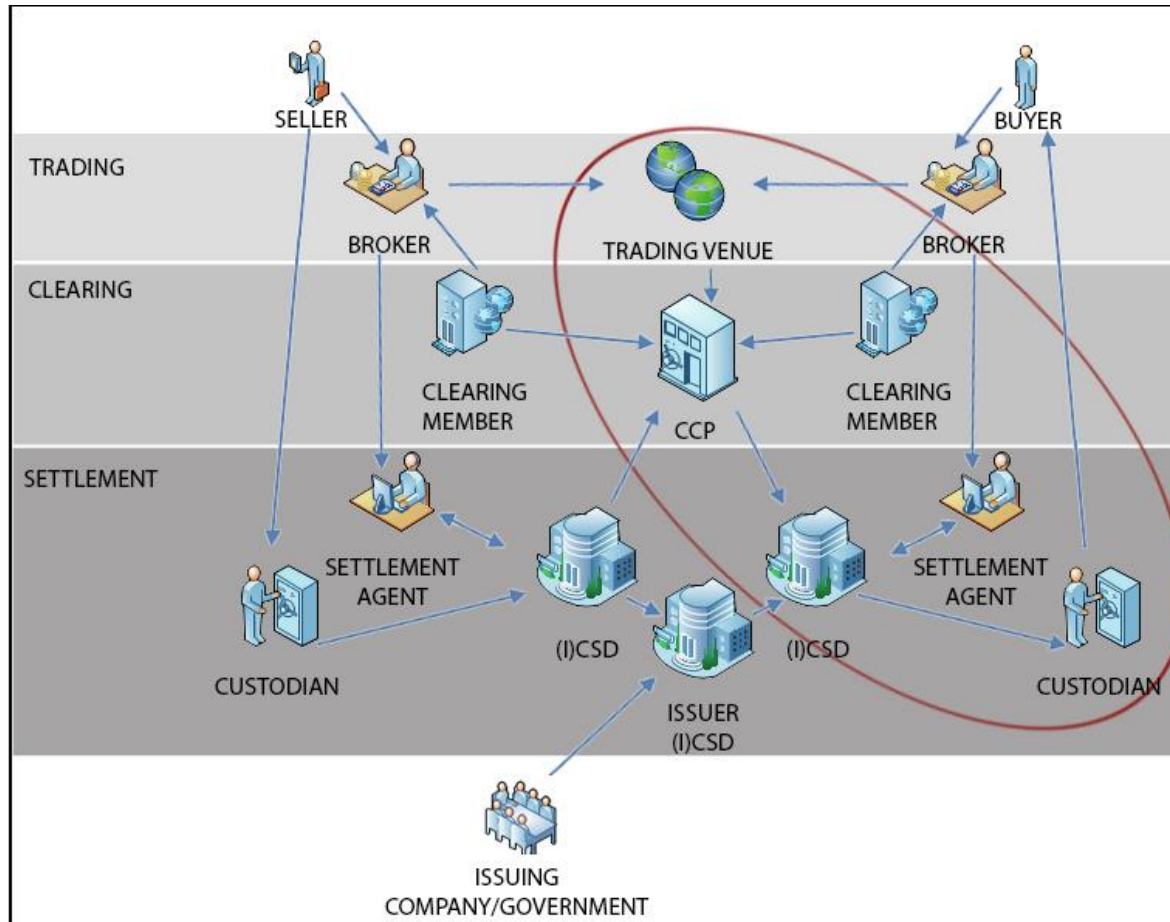 SELLER
BUYER
TRADING
BROKER
TRADING VENUE
BROKER
CLEARING
CLEARING
MEMBER
CCP
CLEARING
MEMBER
SETTLEMENT
SETTLEMENT
AGENT
SETTLEMENT
AGENT
CUSTODIAN
(I)CSD
(I)CSD
CUSTODIAN
ISSUER
(I)CSD
ISSUING
COMPANY/GOVERNMENT